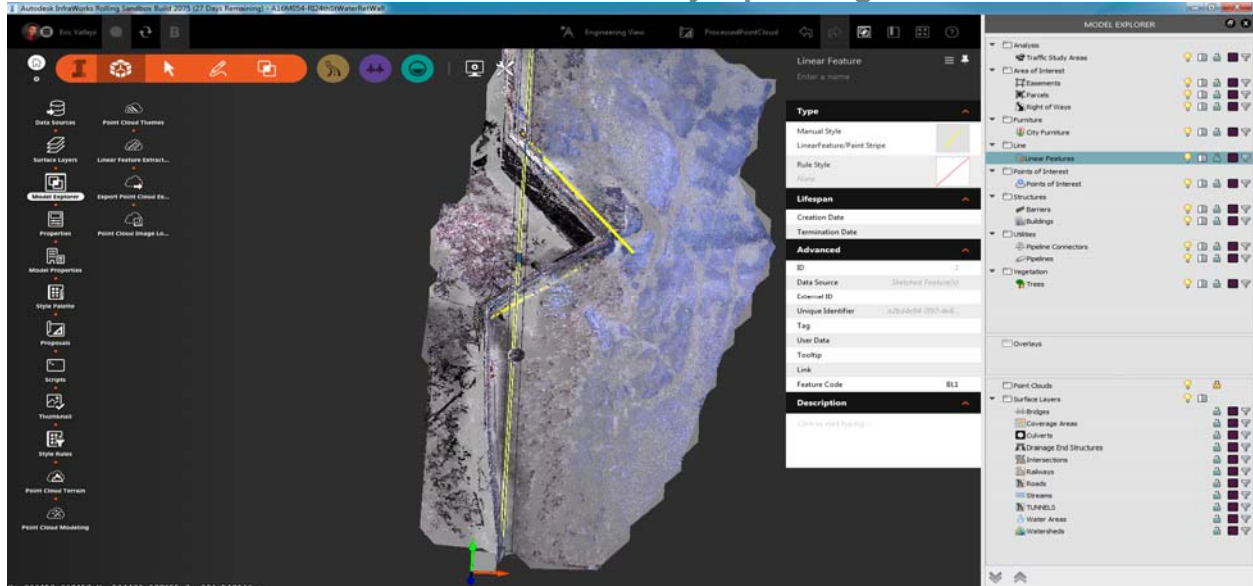 Autodesk InfraWorks Rolling Sandbox Build 2075 (27 Days Remaining) - A16M054-RJ24thStWaterRetWall
MODEL EXPLORER
Eric Valleys
B
Engineering View
ProcessedPointCloud
Data Sources
Surface Layers
Model Explorer
Properties
Model Properties
Style Palette
Proposals
Scripts
Thumbnail
Style Rules
Point Cloud Terrain
Point Cloud Modeling
Point Cloud Themes
Linear Feature Extract...
Export Point Cloud Ex...
Point Cloud Image Lo...
Linear Feature
Enter a name
Type
Manual Style
LinearFeature/Paint Stripe
Rule Style
None
Lifespan
Creation Date
Termination Date
Advanced
ID
Data Source Sketched Feature(s)
External ID
Unique Identifier
Tag
User Data
Tooltip
Link
Feature Code BL1
Description
Click to start typing...
Analysis
Traffic Study Areas
Area of Interest
Easements
Parcels
Right of Ways
Furniture
City Furniture
Line
Linear Features
Points of Interest
Points of Interest
Structures
Barriers
Buildings
Utilities
Pipeline Connectors
Pipelines
Vegetation
Trees
Overlays
Point Clouds
Surface Layers
Bridges
Coverage Areas
Culverts
Drainage End Structures
Intersections
Railways
Roads
Streams
TUNNELS
Water Areas
Watersheds